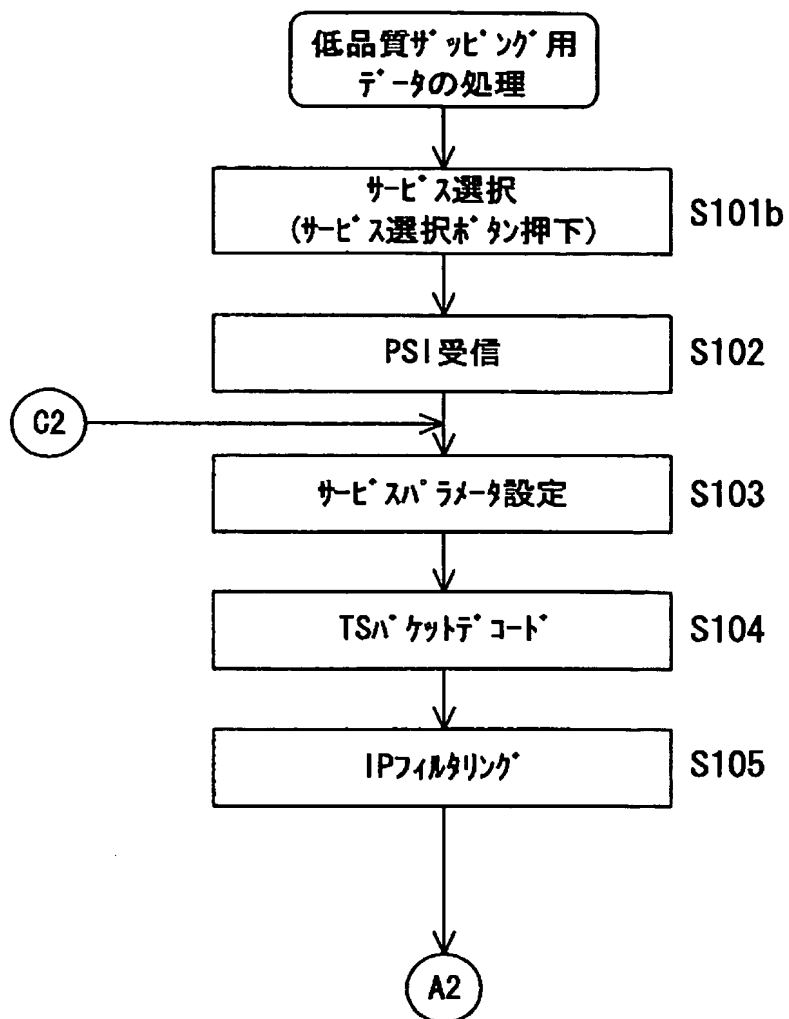 低品質ｻﾞｯﾋﾟﾝｸﾞ用
ﾃﾞｰﾀの処理
ｻｰﾋﾞｽ選択
(ｻｰﾋﾞｽ選択ﾎﾞﾀﾝ押下)
S101b
PSI受信
S102
C2
ｻｰﾋﾞｽﾊﾟﾗﾒｰﾀ設定
S103
TSﾊﾟｹｯﾄﾃﾞｺｰﾄﾞ
S104
IPﾌｨﾙﾀﾘﾝｸﾞ
S105
A2